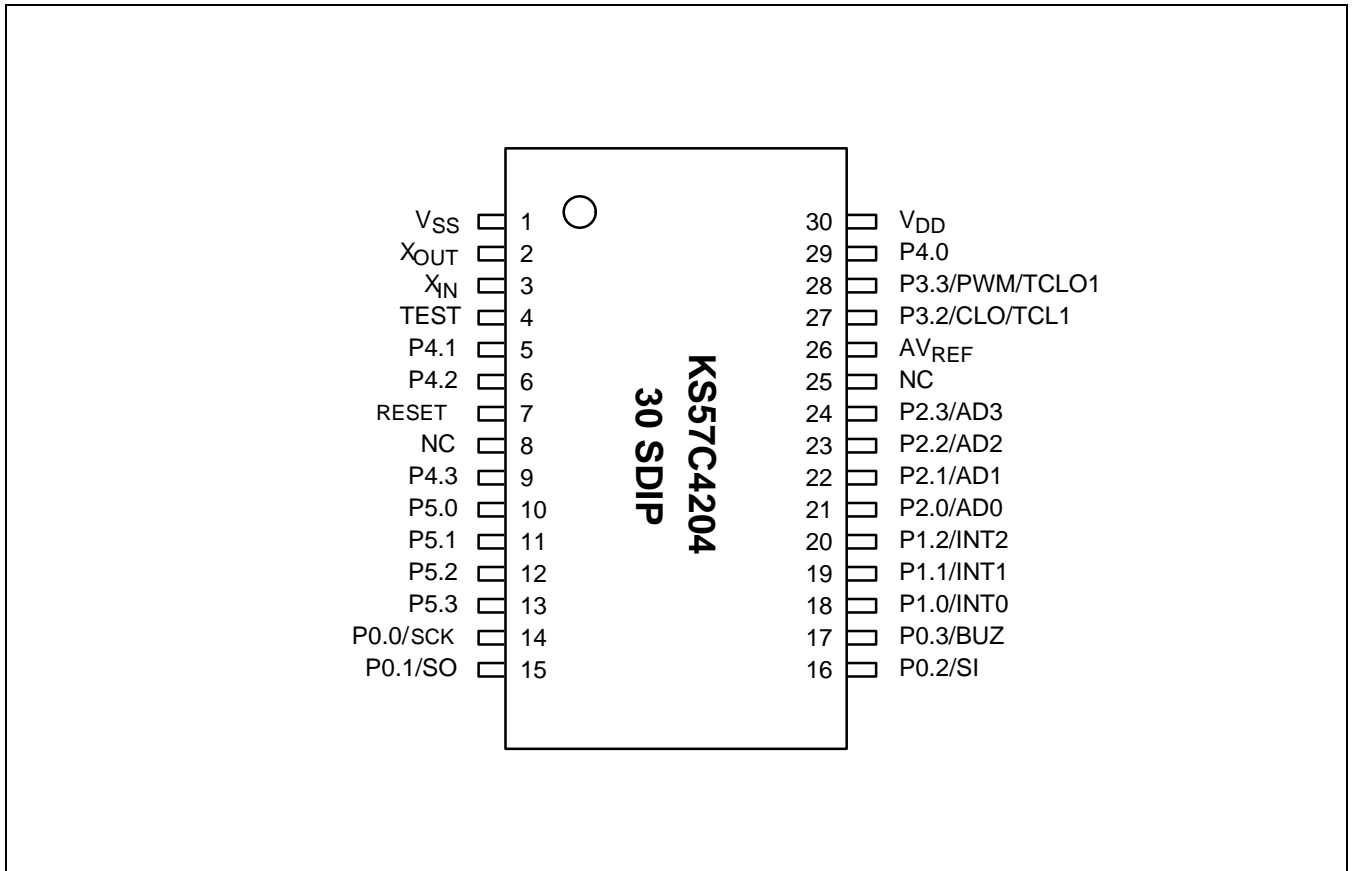 VSS 1 30 VDD
XOUT 2 29 P4.0
XIN 3 28 P3.3/PWM/TCLO1
TEST 4 27 P3.2/CLO/TCL1
P4.1 5 26 AVREF
P4.2 6 25 NC
RESET 7 24 P2.3/AD3
NC 8 23 P2.2/AD2
P4.3 9 22 P2.1/AD1
P5.0 10 21 P2.0/AD0
P5.1 11 20 P1.2/INT2
P5.2 12 19 P1.1/INT1
P5.3 13 18 P1.0/INT0
P0.0/SCK 14 17 P0.3/BUZ
P0.1/SO 15 16 P0.2/SI
KS57C4204
30 SDIP